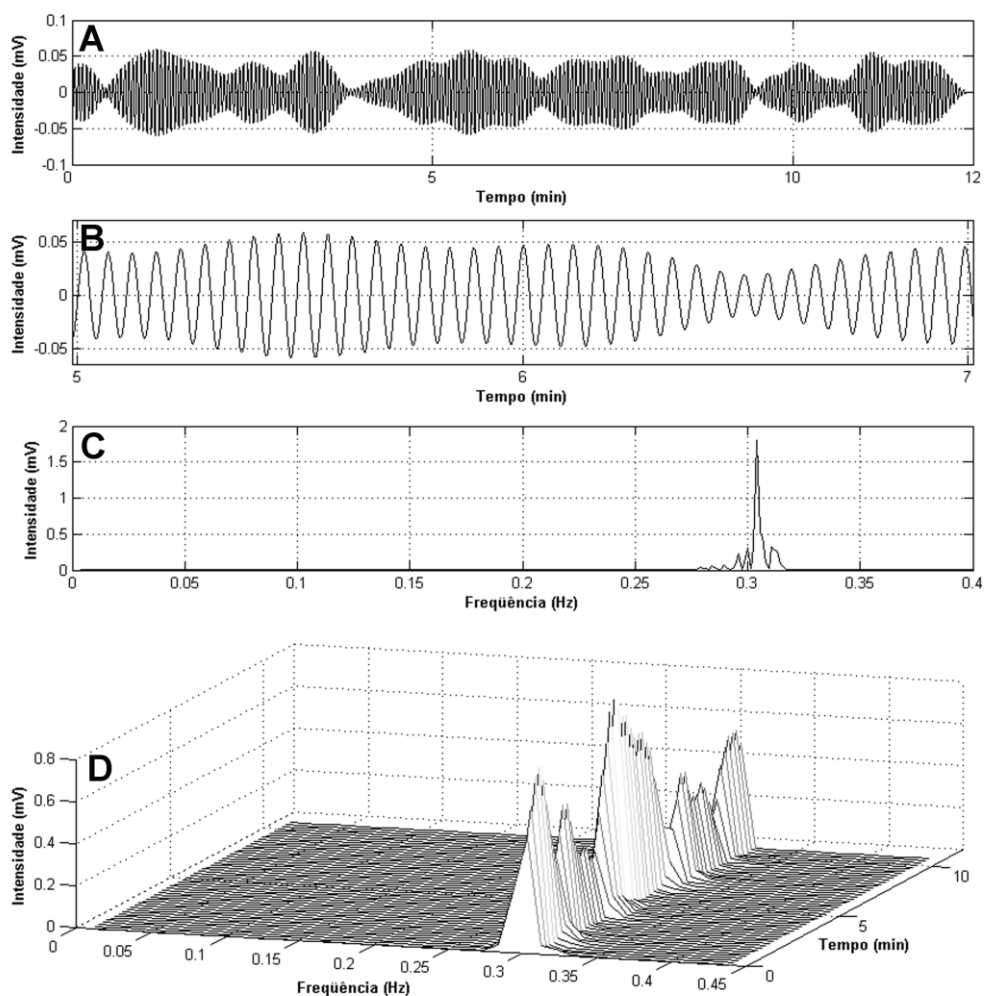 A
Intensidade (mV)
0.1
0.05
0
-0.05
-0.1
0 5 10 12
Tempo (min)
B
Intensidade (mV)
0.05
0
-0.05
5 6 7
Tempo (min)
C
Intensidade (mV)
2
1.5
1
0.5
0
0 0.05 0.1 0.15 0.2 0.25 0.3 0.35 0.4
Freqüência (Hz)
D
Intensidade (mV)
0.8
0.6
0.4
0.2
0
0 0.05 0.1 0.15 0.2 0.25 0.3 0.35 0.4 0.45
Freqüência (Hz)
0 5 10
Tempo (min)